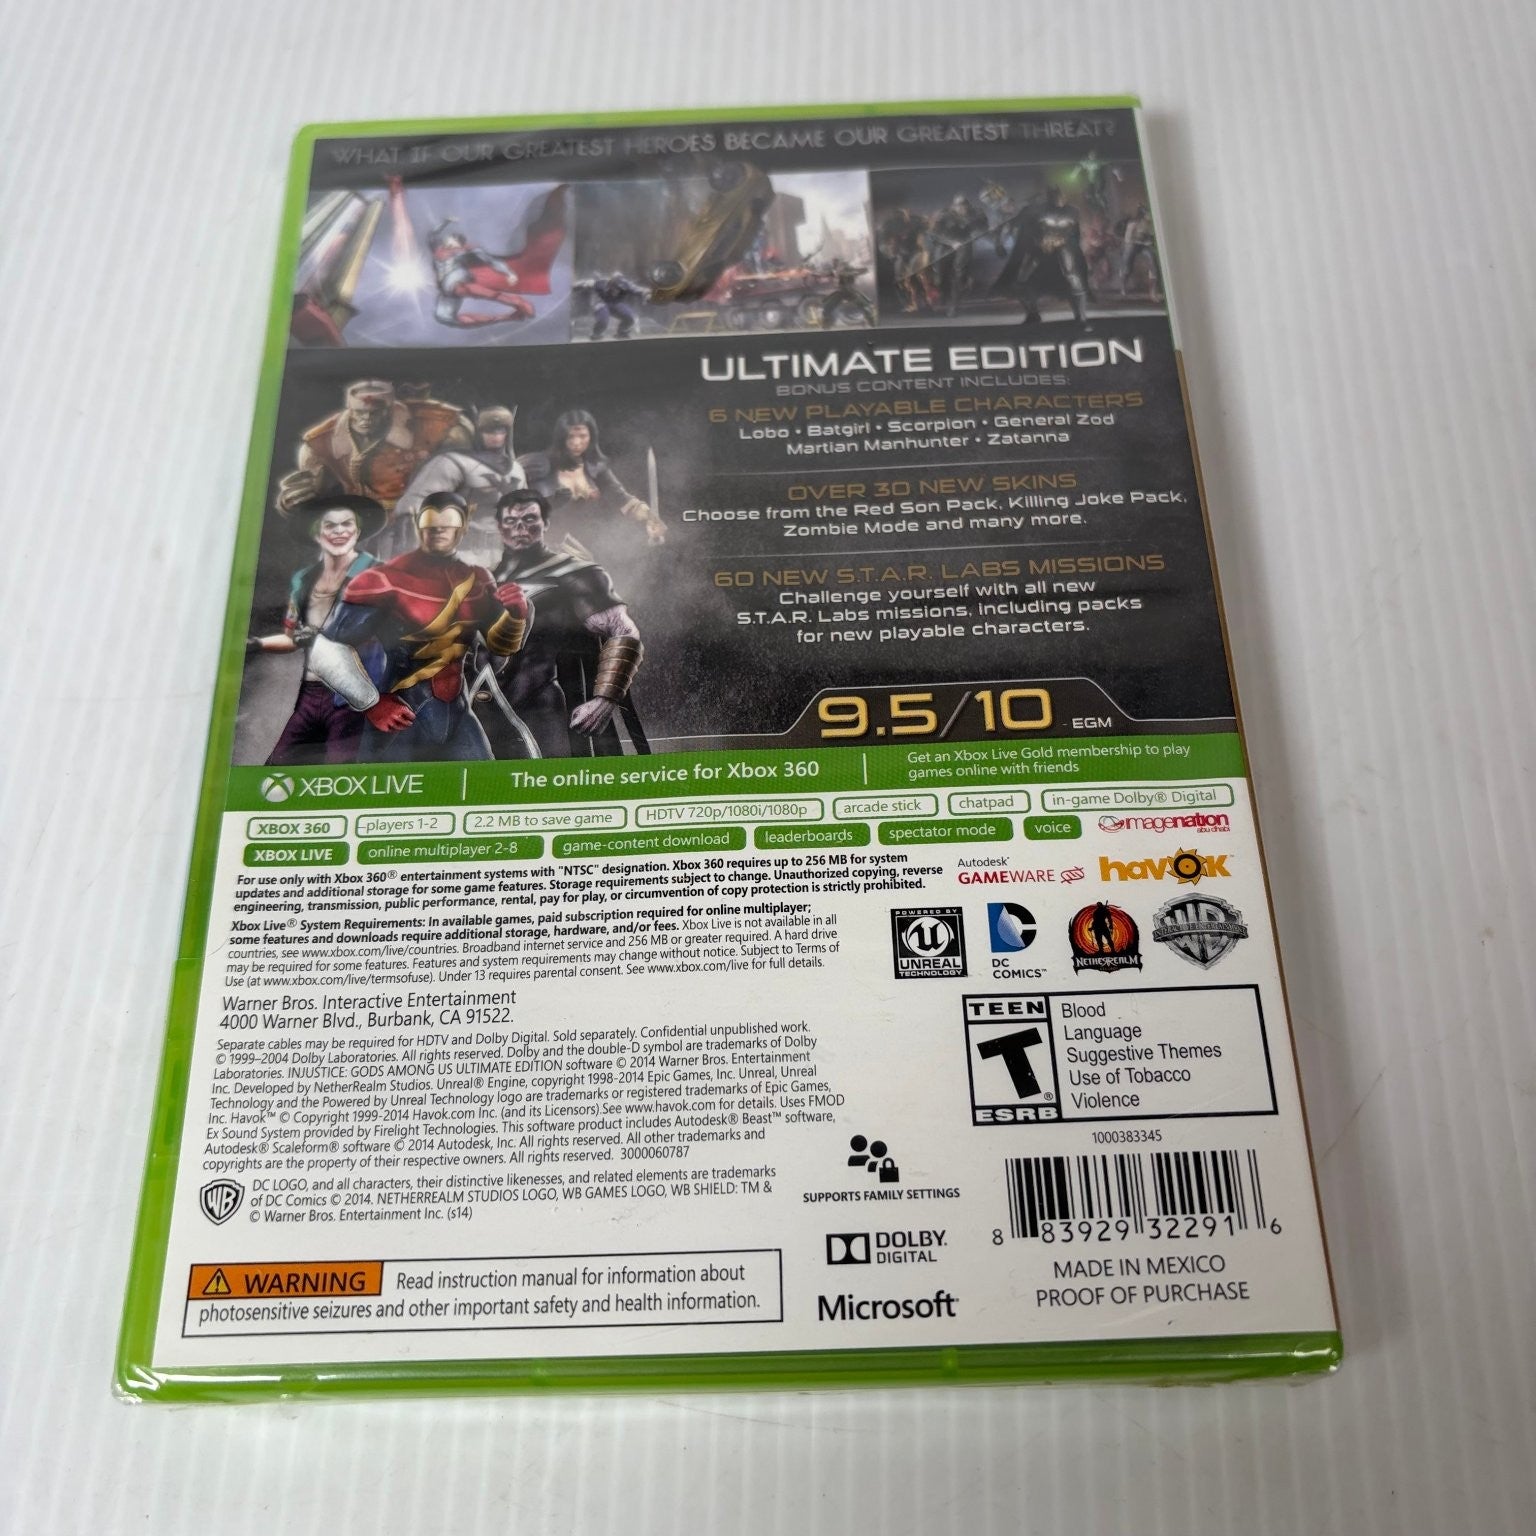 WHAT IF OUR GREATEST HEROES BECAME OUR GREATEST THREAT?
ULTIMATE EDITION
BONUS CONTENT INCLUDES:
6 NEW PLAYABLE CHARACTERS
Lobo • Batgirl • Scorpion • General Zod
Martian Manhunter • Zatanna
OVER 30 NEW SKINS
Choose from the Red Son Pack, Killing Joke Pack,
Zombie Mode and many more.
60 NEW S.T.A.R. LABS MISSIONS
Challenge yourself with all new
S.T.A.R. Labs missions, including packs
for new playable characters.
9.5/10 - EGM
XBOX LIVE
The online service for Xbox 360
Get an Xbox Live Gold membership to play
games online with friends
XBOX 360 players 1-2 2.2 MB to save game HDTV 720p/1080i/1080p arcade stick chatpad in-game Dolby® Digital
XBOX LIVE online multiplayer 2-8 game-content download leaderboards spectator mode voice
imagenation
abu dhabi
For use only with Xbox 360® entertainment systems with "NTSC" designation. Xbox 360 requires up to 256 MB for system
updates and additional storage for some game features. Storage requirements subject to change. Unauthorized copying, reverse
engineering, transmission, public performance, rental, pay for play, or circumvention of copy protection is strictly prohibited.
Autodesk®
GAMEWARE
havok™
Xbox Live® System Requirements: In available games, paid subscription required for online multiplayer;
some features and downloads require additional storage, hardware, and/or fees. Xbox Live is not available in all
countries, see www.xbox.com/live/countries. Broadband internet service and 256 MB or greater required. A hard drive
may be required for some features. Features and system requirements may change without notice. Subject to Terms of
Use (at www.xbox.com/live/termsofuse). Under 13 requires parental consent. See www.xbox.com/live for full details.
POWERED BY
UNREAL
TECHNOLOGY
DC
COMICS™
NETHERREALM
WB
INTERACTIVE ENTERTAINMENT
Warner Bros. Interactive Entertainment
4000 Warner Blvd., Burbank, CA 91522.
Separate cables may be required for HDTV and Dolby Digital. Sold separately. Confidential unpublished work.
© 1999–2004 Dolby Laboratories. All rights reserved. Dolby and the double-D symbol are trademarks of Dolby
Laboratories. INJUSTICE: GODS AMONG US ULTIMATE EDITION software © 2014 Warner Bros. Entertainment
Inc. Developed by NetherRealm Studios. Unreal® Engine, copyright 1998-2014 Epic Games, Inc. Unreal, Unreal
Technology and the Powered by Unreal Technology logo are trademarks or registered trademarks of Epic Games,
Inc. Havok™ © Copyright 1999-2014 Havok.com Inc. (and its Licensors) See www.havok.com for details. Uses FMOD
Ex Sound System provided by Firelight Technologies. This software product includes Autodesk® Beast™ software,
Autodesk® Scaleform® software © 2014 Autodesk, Inc. All rights reserved. All other trademarks and
copyrights are the property of their respective owners. All rights reserved. 3000060787
WB
DC LOGO, and all characters, their distinctive likenesses, and related elements are trademarks
of DC Comics © 2014. NETHERREALM STUDIOS LOGO, WB GAMES LOGO, WB SHIELD: TM &
© Warner Bros. Entertainment Inc. (s14)
TEEN
T
®
ESRB
Blood
Language
Suggestive Themes
Use of Tobacco
Violence
1000383345
8 83929 32291 6
MADE IN MEXICO
PROOF OF PURCHASE
SUPPORTS FAMILY SETTINGS
DOLBY.
DIGITAL
Microsoft®
WARNING Read instruction manual for information about
photosensitive seizures and other important safety and health information.